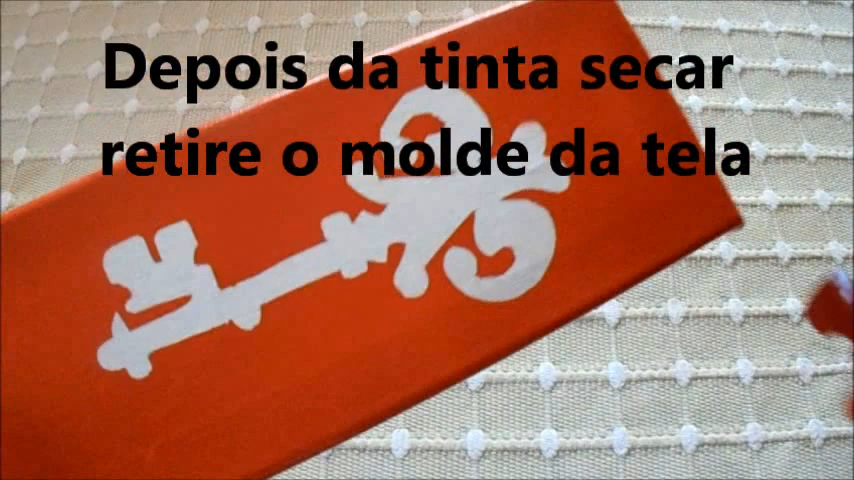 Depois da tinta secar
retire o molde da tela